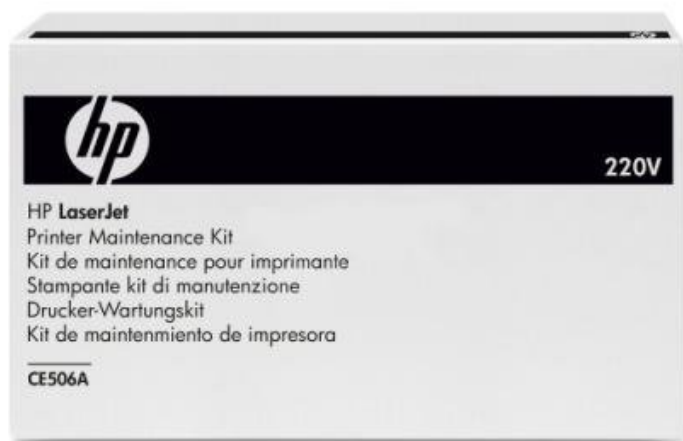 hp
220V
HP LaserJet
Printer Maintenance Kit
Kit de maintenance pour imprimante
Stampante kit di manutenzione
Drucker-Wartungskit
Kit de maintenmiento de impresora
CE506A